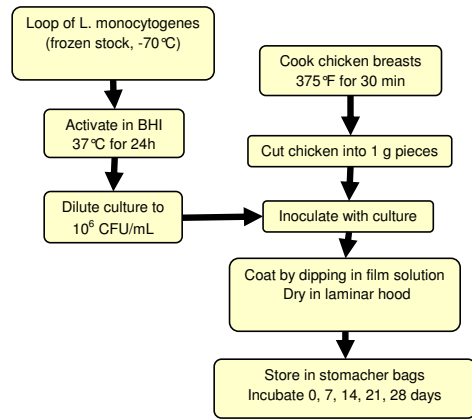 Loop of L. monocytogenes
(frozen stock, -70°C)
Activate in BHI
37°C for 24h
Dilute culture to
10⁶ CFU/mL
Cook chicken breasts
375°F for 30 min
Cut chicken into 1 g pieces
Inoculate with culture
Coat by dipping in film solution
Dry in laminar hood
Store in stomacher bags
Incubate 0, 7, 14, 21, 28 days